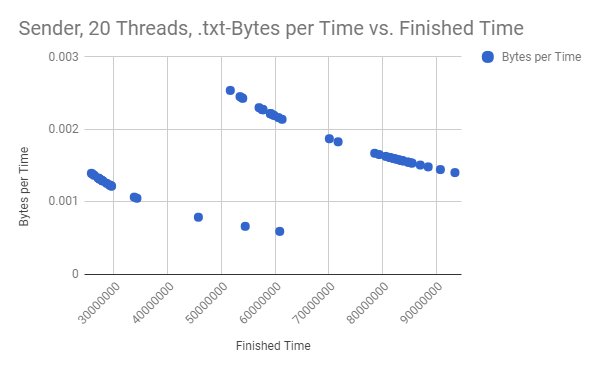 Sender, 20 Threads, .txt-Bytes per Time vs. Finished Time
Bytes per Time
Bytes per Time
0.003
0.002
0.001
0
30000000
40000000
50000000
60000000
70000000
80000000
90000000
Finished Time